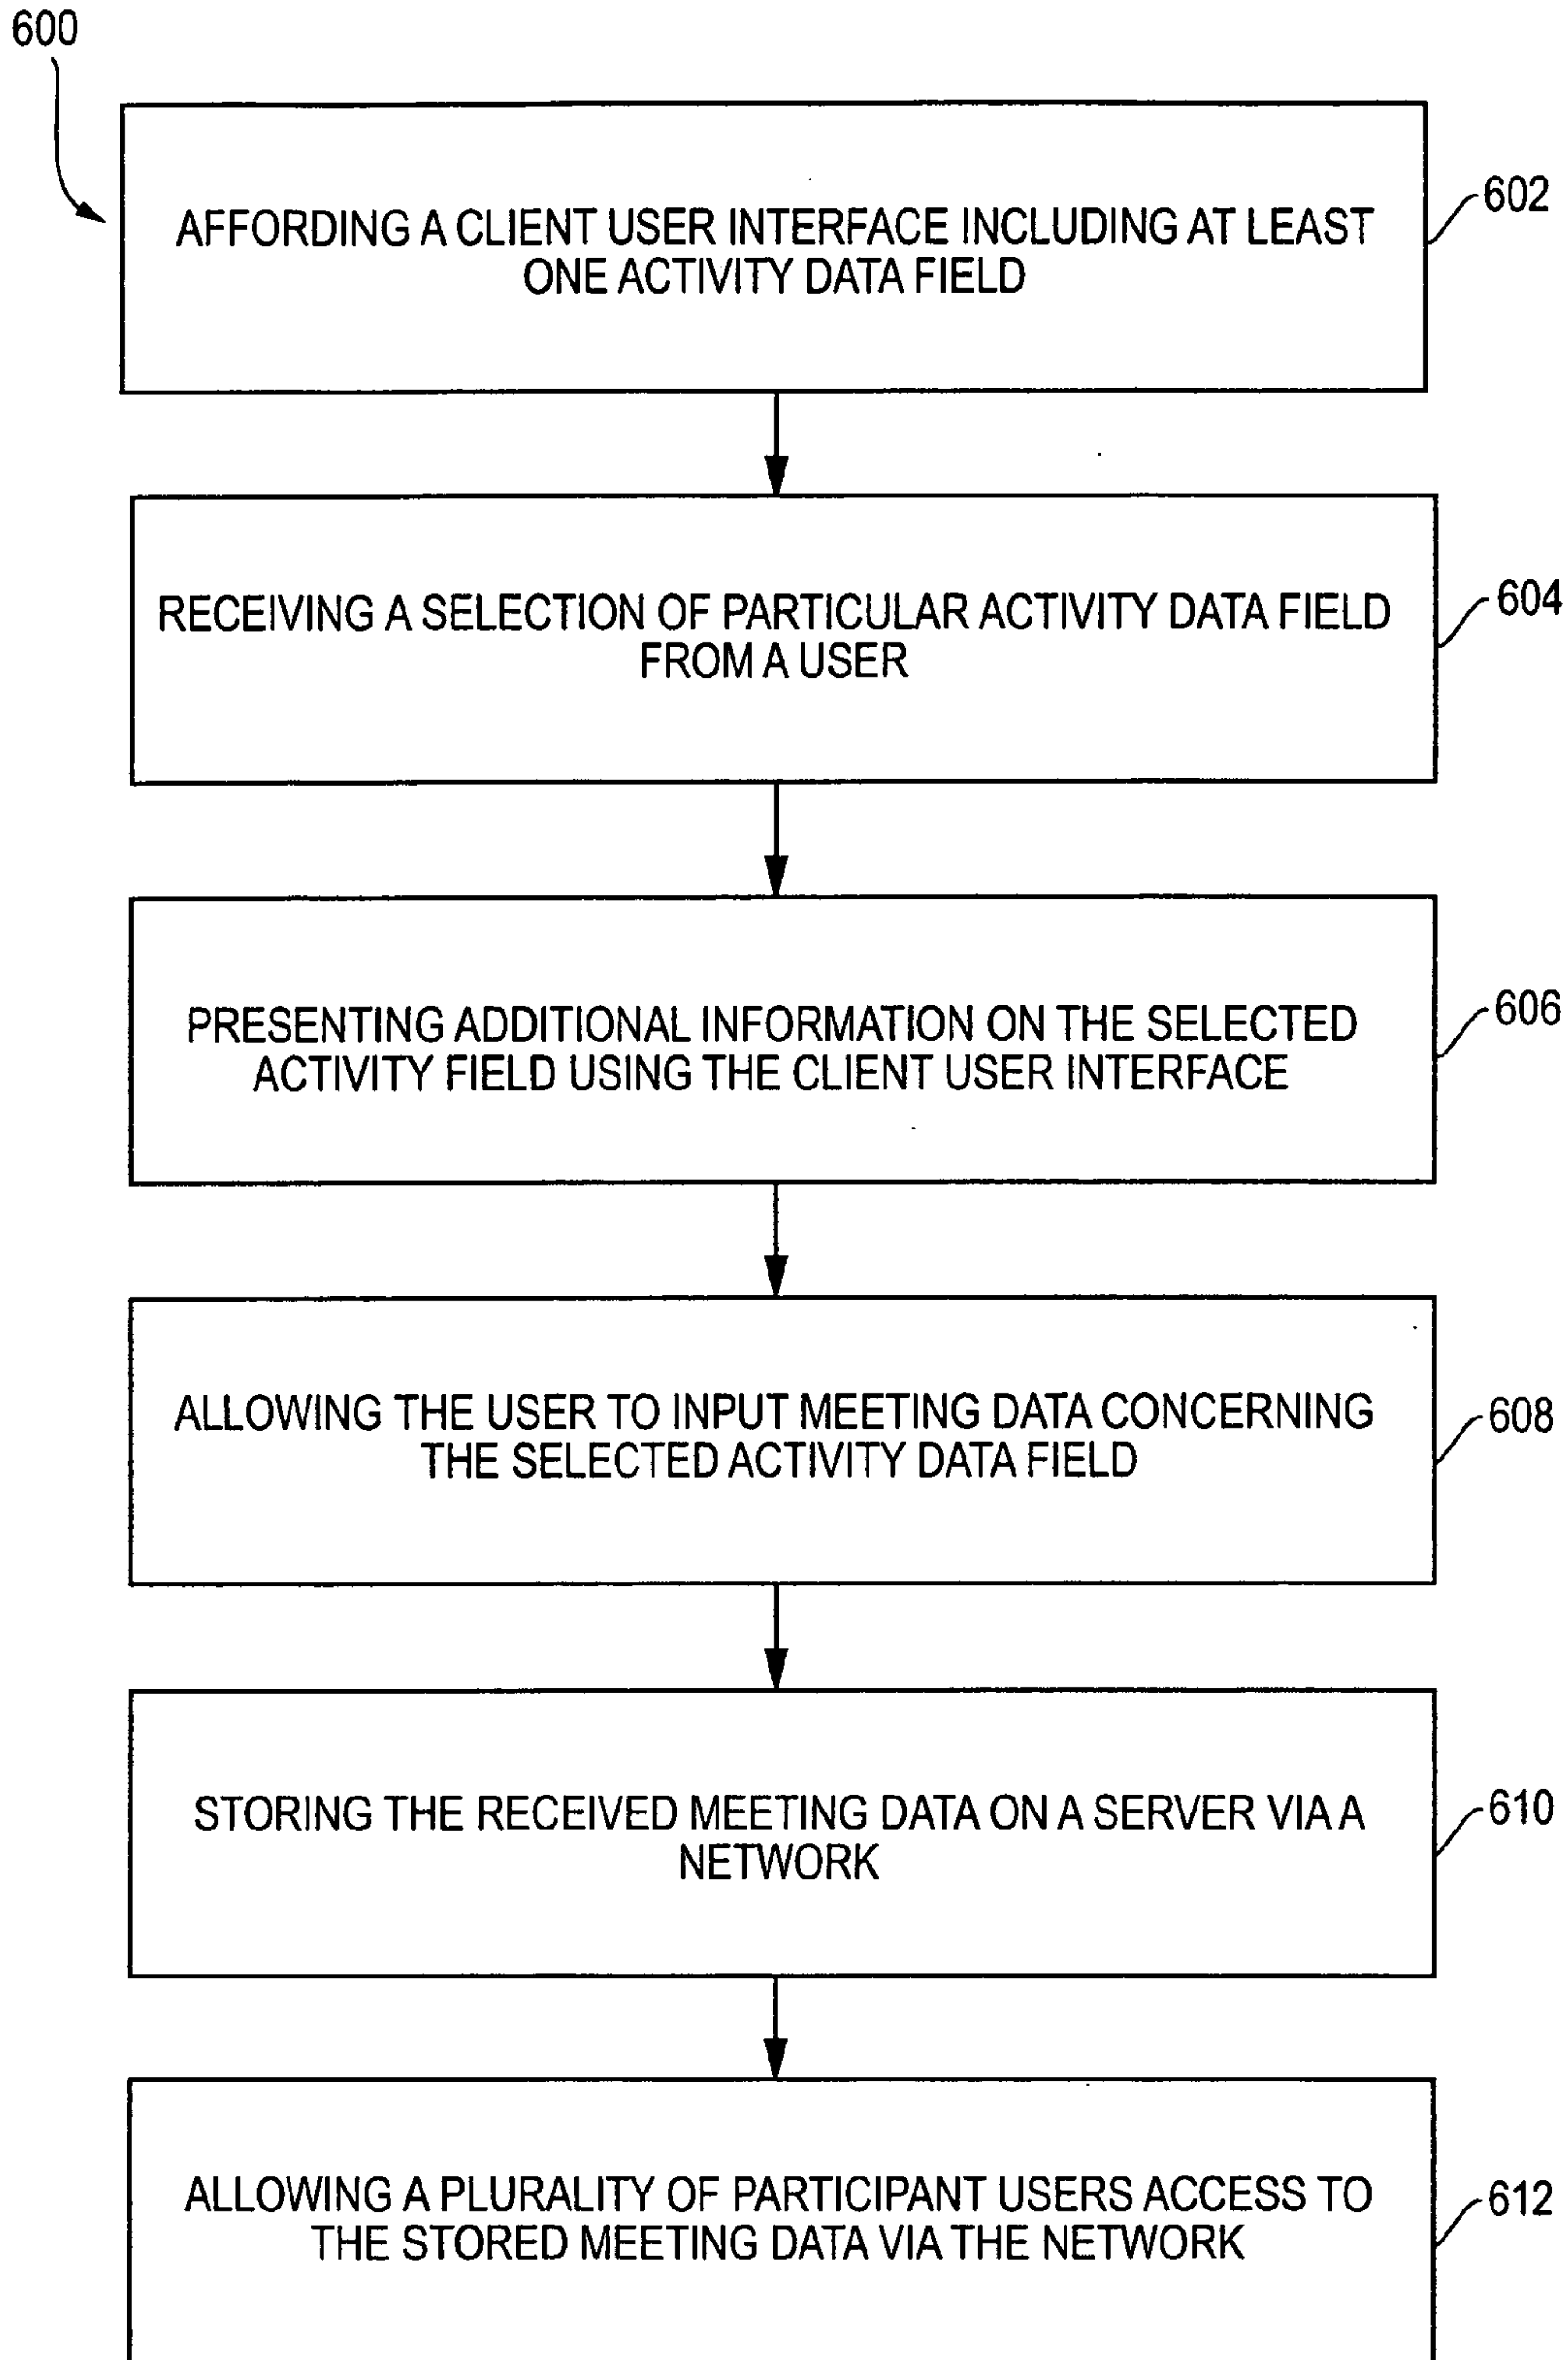 600
AFFORDING A CLIENT USER INTERFACE INCLUDING AT LEAST
ONE ACTIVITY DATA FIELD
602
RECEIVING A SELECTION OF PARTICULAR ACTIVITY DATA FIELD
FROM A USER
604
PRESENTING ADDITIONAL INFORMATION ON THE SELECTED
ACTIVITY FIELD USING THE CLIENT USER INTERFACE
606
ALLOWING THE USER TO INPUT MEETING DATA CONCERNING
THE SELECTED ACTIVITY DATA FIELD
608
STORING THE RECEIVED MEETING DATA ON A SERVER VIA A
NETWORK
610
ALLOWING A PLURALITY OF PARTICIPANT USERS ACCESS TO
THE STORED MEETING DATA VIA THE NETWORK
612